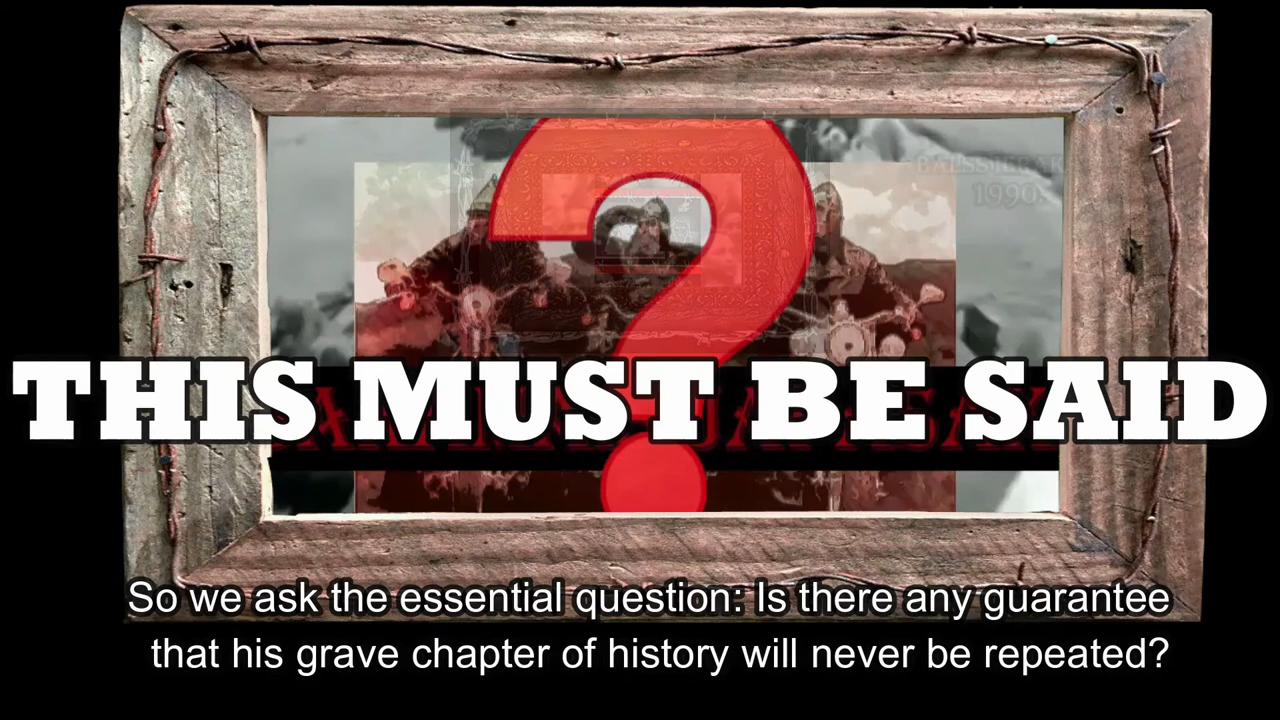 1990
THIS MUST BE SAID
So we ask the essential question: Is there any guarantee
that his grave chapter of history will never be repeated?